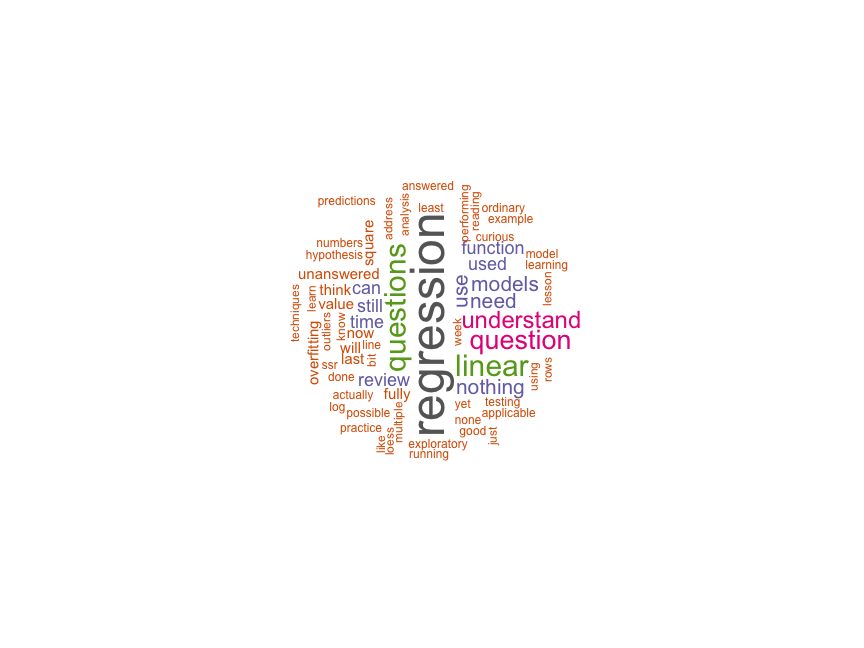 answered
predictions
address
analysis
least
performing
reading
ordinary
example
numbers
hypothesis
square
questions
regression
curious
function
model
used
learning
unanswered
techniques
learn
think
can
use
models
lesson
value
still
need
outliers
know
time
week
understand
overfitting
now
question
will
line
last
bit
ssr
linear
using
rows
done
review
nothing
actually
fully
log
possible
multiple
yet
testing
applicable
none
practice
like
loess
good
just
exploratory
running